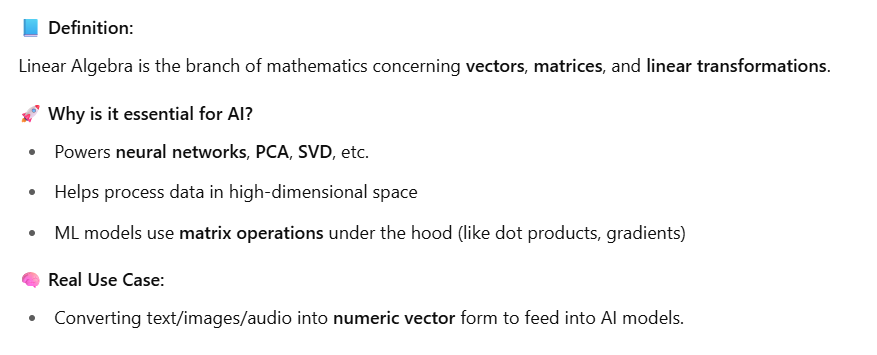 📘 Definition:
Linear Algebra is the branch of mathematics concerning vectors, matrices, and linear transformations.
🚀 Why is it essential for AI?
• Powers neural networks, PCA, SVD, etc.
• Helps process data in high-dimensional space
• ML models use matrix operations under the hood (like dot products, gradients)
🧠 Real Use Case:
• Converting text/images/audio into numeric vector form to feed into AI models.